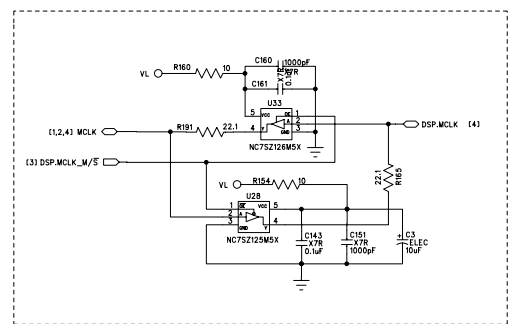 C160
R160 10 1000pF
X7R
VL
X7R
0.1uF
C161
U33
5 VCC OE 1
A 2
4 Y GND 3
[1,2,4] MCLK R191 22.1 DSP.MCLK [4]
NC7SZ126M5X
[3] DSP.MCLK_M/S
22.1
R165
VL R154 10
U28
1 OE VCC 5
2 A
3 GND Y 4
NC7SZ125M5X
C143
X7R
0.1uF
C151
X7R
1000pF
+ C3
ELEC
10uF